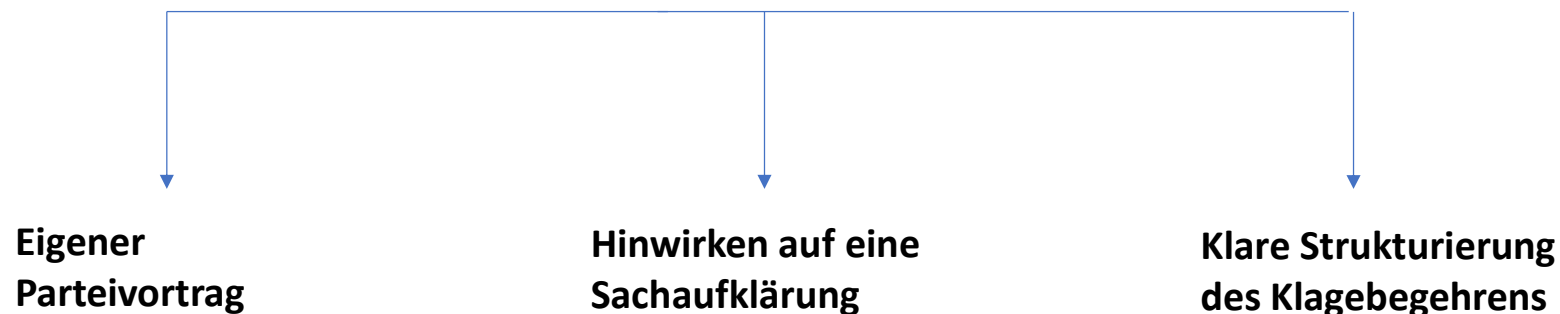 Eigener
Parteivortrag
Hinwirken auf eine
Sachaufklärung
Klare Strukturierung
des Klagebegehrens